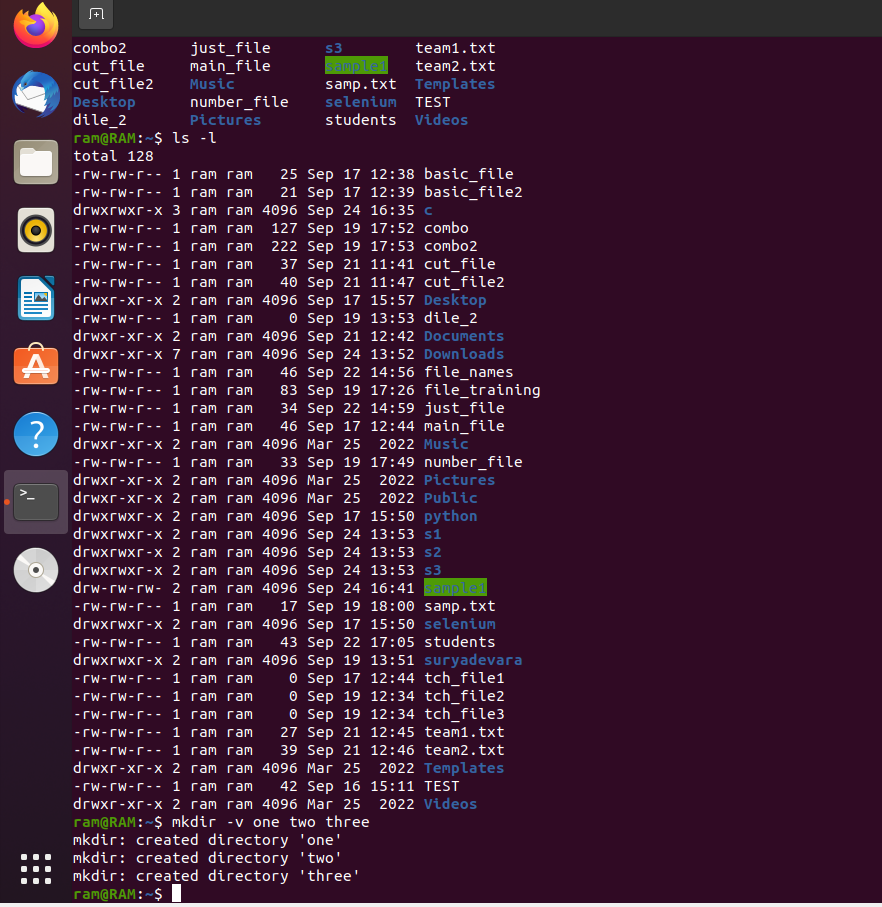 combo2 just_file s3 team1.txt
cut_file main_file sample1 team2.txt
cut_file2 Music samp.txt Templates
Desktop number_file selenium TEST
dile_2 Pictures students Videos
ram@RAM:~$ ls -l
total 128
-rw-rw-r-- 1 ram ram 25 Sep 17 12:38 basic_file
-rw-rw-r-- 1 ram ram 21 Sep 17 12:39 basic_file2
drwxrwxr-x 3 ram ram 4096 Sep 24 16:35 c
-rw-rw-r-- 1 ram ram 127 Sep 19 17:52 combo
-rw-rw-r-- 1 ram ram 222 Sep 19 17:53 combo2
-rw-rw-r-- 1 ram ram 37 Sep 21 11:41 cut_file
-rw-rw-r-- 1 ram ram 40 Sep 21 11:47 cut_file2
drwxr-xr-x 2 ram ram 4096 Sep 17 15:57 Desktop
-rw-rw-r-- 1 ram ram 0 Sep 19 13:53 dile_2
drwxr-xr-x 2 ram ram 4096 Sep 21 12:42 Documents
drwxr-xr-x 7 ram ram 4096 Sep 24 13:52 Downloads
-rw-rw-r-- 1 ram ram 46 Sep 22 14:56 file_names
-rw-rw-r-- 1 ram ram 83 Sep 19 17:26 file_training
-rw-rw-r-- 1 ram ram 34 Sep 22 14:59 just_file
-rw-rw-r-- 1 ram ram 46 Sep 17 12:44 main_file
drwxr-xr-x 2 ram ram 4096 Mar 25 2022 Music
-rw-rw-r-- 1 ram ram 33 Sep 19 17:49 number_file
drwxr-xr-x 2 ram ram 4096 Mar 25 2022 Pictures
drwxr-xr-x 2 ram ram 4096 Mar 25 2022 Public
drwxrwxr-x 2 ram ram 4096 Sep 17 15:50 python
drwxrwxr-x 2 ram ram 4096 Sep 24 13:53 s1
drwxrwxr-x 2 ram ram 4096 Sep 24 13:53 s2
drwxrwxr-x 2 ram ram 4096 Sep 24 13:53 s3
drw-rw-rw- 2 ram ram 4096 Sep 24 16:41 sample1
-rw-rw-r-- 1 ram ram 17 Sep 19 18:00 samp.txt
drwxrwxr-x 2 ram ram 4096 Sep 17 15:50 selenium
-rw-rw-r-- 1 ram ram 43 Sep 22 17:05 students
drwxrwxr-x 2 ram ram 4096 Sep 19 13:51 suryadevara
-rw-rw-r-- 1 ram ram 0 Sep 17 12:44 tch_file1
-rw-rw-r-- 1 ram ram 0 Sep 19 12:34 tch_file2
-rw-rw-r-- 1 ram ram 0 Sep 19 12:34 tch_file3
-rw-rw-r-- 1 ram ram 27 Sep 21 12:45 team1.txt
-rw-rw-r-- 1 ram ram 39 Sep 21 12:46 team2.txt
drwxr-xr-x 2 ram ram 4096 Mar 25 2022 Templates
-rw-rw-r-- 1 ram ram 42 Sep 16 15:11 TEST
drwxr-xr-x 2 ram ram 4096 Mar 25 2022 Videos
ram@RAM:~$ mkdir -v one two three
mkdir: created directory 'one'
mkdir: created directory 'two'
mkdir: created directory 'three'
ram@RAM:~$